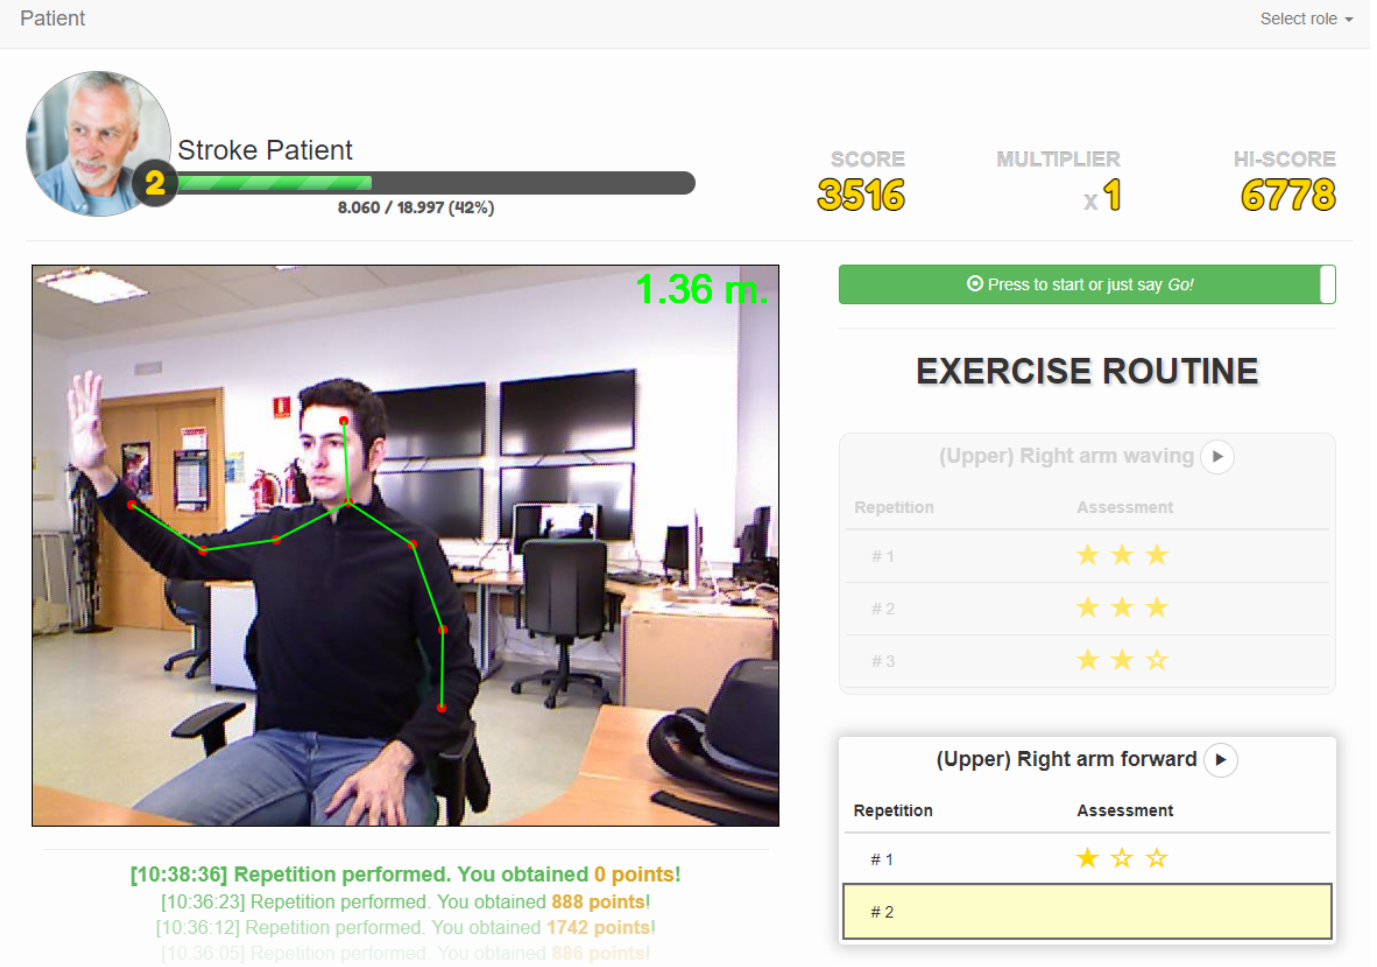 Patient
Select role
Stroke Patient
2
8.060 / 18.997 (42%)
SCORE
3516
MULTIPLIER
x 1
HI-SCORE
6778
1.36 m.
Press to start or just say Go!
EXERCISE ROUTINE
(Upper) Right arm waving
Repetition Assessment
# 1
# 2
# 3
(Upper) Right arm forward
Repetition Assessment
# 1
# 2
[10:38:36] Repetition performed. You obtained 0 points!
[10:36:23] Repetition performed. You obtained 888 points!
[10:36:12] Repetition performed. You obtained 1742 points!
[10:36:05] Repetition performed. You obtained 886 points!